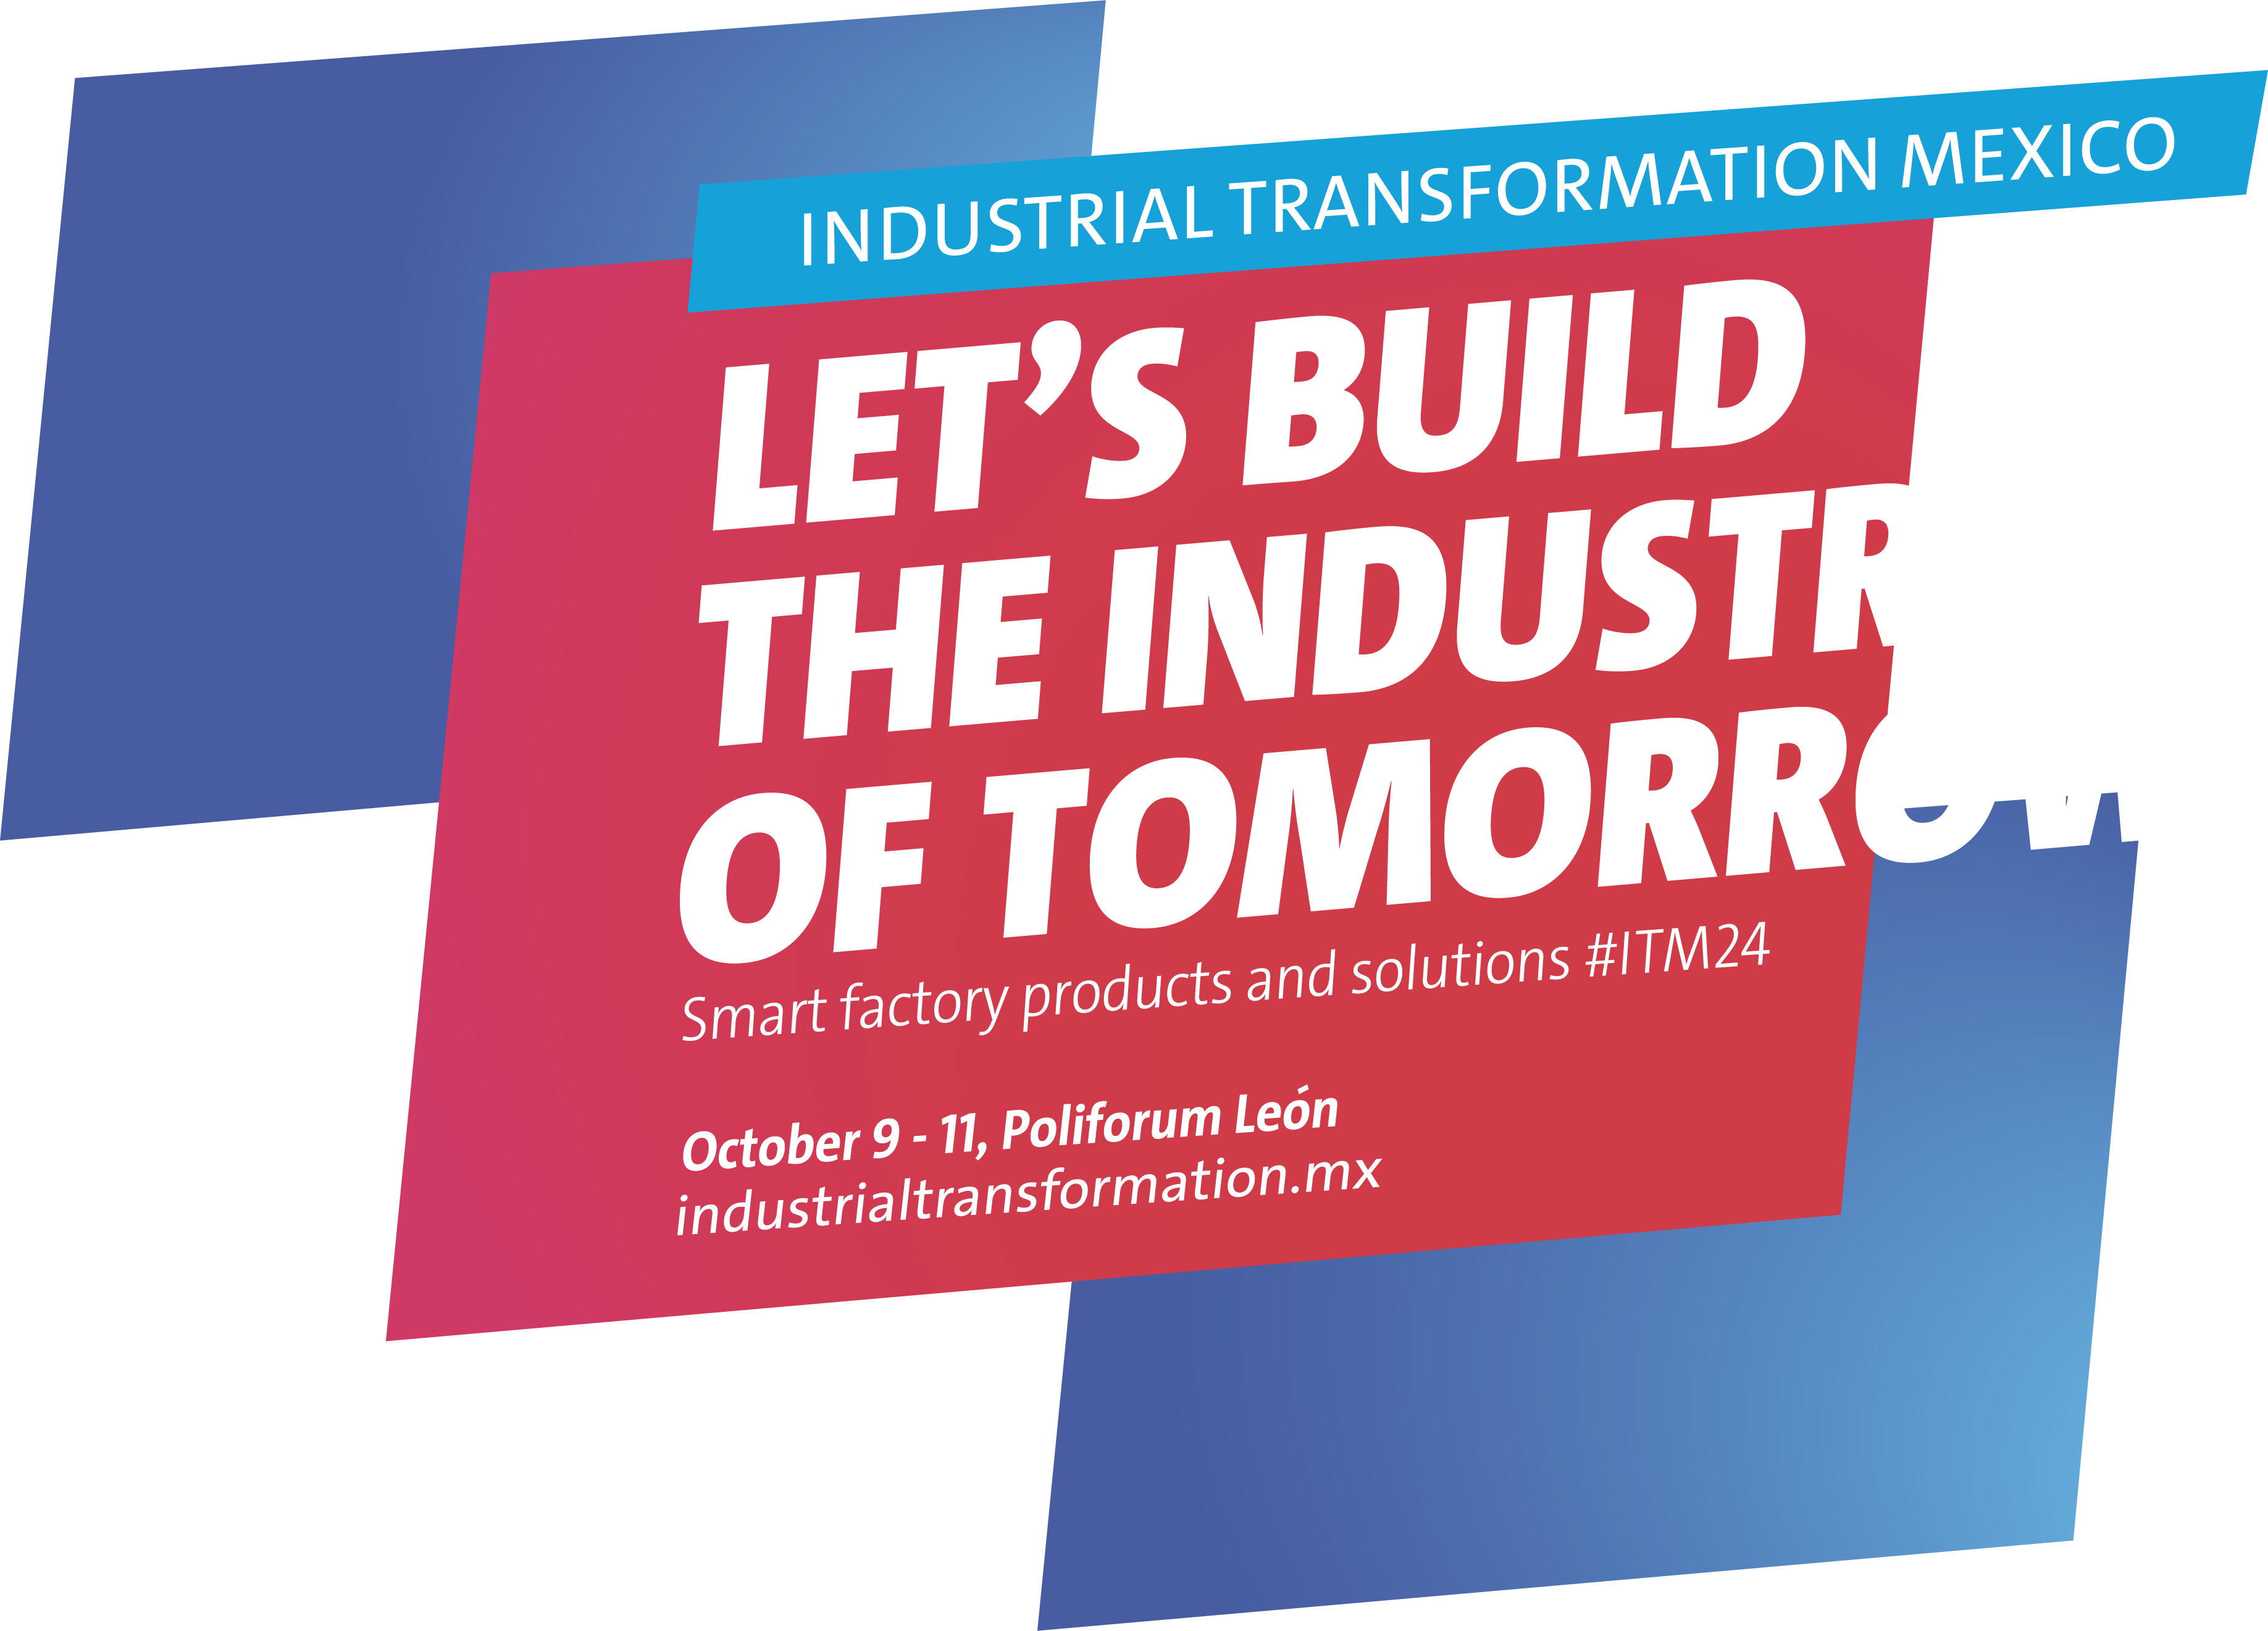 INDUSTRIAL TRANSFORMATION MEXICO
LET’S BUILD
THE INDUSTR
OF TOMORROW
Smart factory products and solutions #ITM24
October 9 - 11, Poliforum León
industrialtransformation.mx